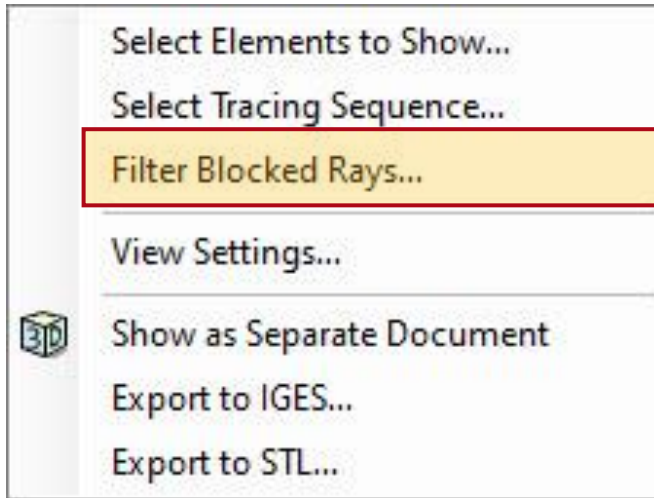 Select Elements to Show...
Select Tracing Sequence...
Filter Blocked Rays...
View Settings...
3D
Show as Separate Document
Export to IGES...
Export to STL...